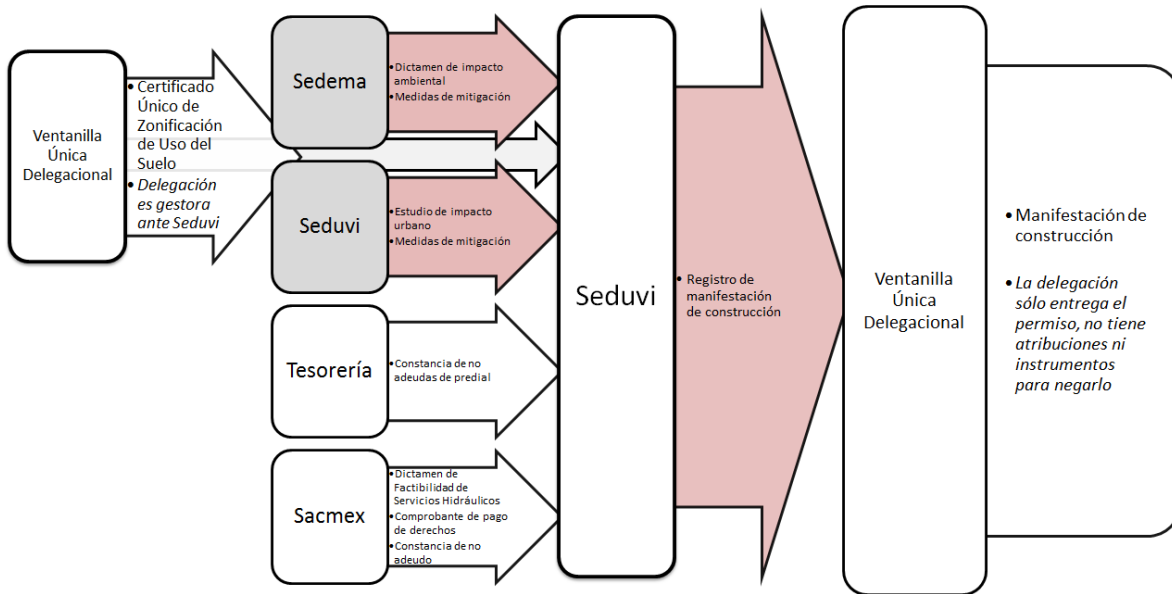 Ventanilla
Única
Delegacional
• Certificado
Único de
Zonificación
de Uso del
Suelo
• Delegación
es gestora
ante Seduvi
Sedema
• Dictamen de impacto
ambiental
• Medidas de mitigación
Seduvi
• Estudio de impacto
urbano
• Medidas de mitigación
Tesorería
• Constancia de no
adeudas de predial
Sacmex
• Dictamen de
Factibilidad de
Servicios Hidráulicos
• Comprobante de pago
de derechos
• Constancia de no
adeudo
Seduvi
• Registro de
manifestación
de construcción
Ventanilla
Única
Delegacional
• Manifestación de
construcción
• La delegación
sólo entrega el
permiso, no tiene
atribuciones ni
instrumentos
para negarlo